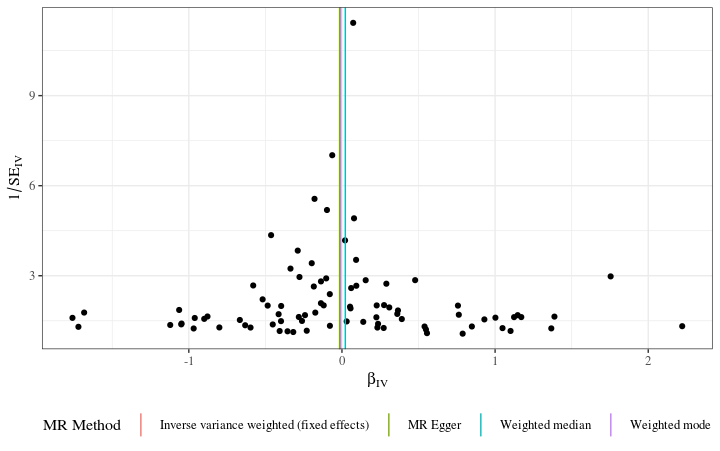 9
6
3
1/SE_IV
-1
0
1
2
β_IV
MR Method
Inverse variance weighted (fixed effects)
MR Egger
Weighted median
Weighted mode